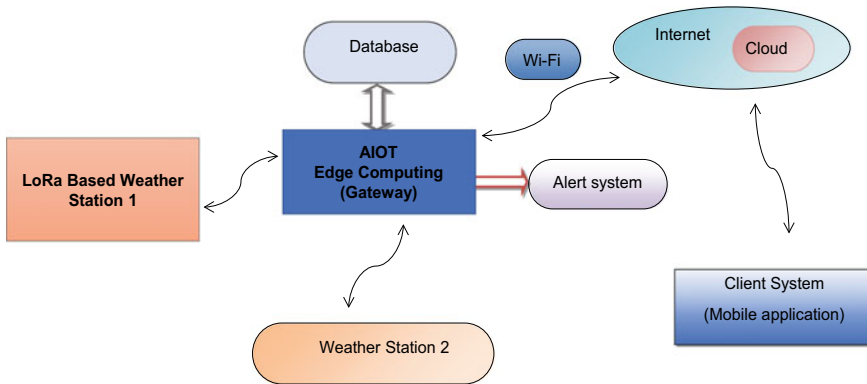 Database
Internet
Cloud
Wi-Fi
AIOT
Edge Computing
(Gateway)
LoRa Based Weather
Station 1
Alert system
Client System
(Mobile application)
Weather Station 2